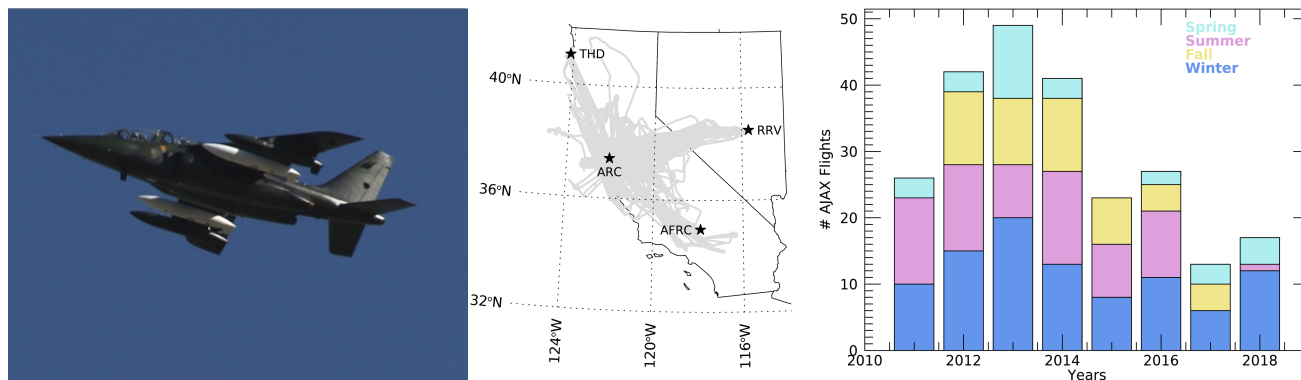 THD
40°N
RRV
ARC
36°N
AFRC
32°N
124°W
120°W
116°W
50
40
30
20
10
0
# AJAX Flights
Spring
Summer
Fall
Winter
2010
2012
2014
2016
2018
Years